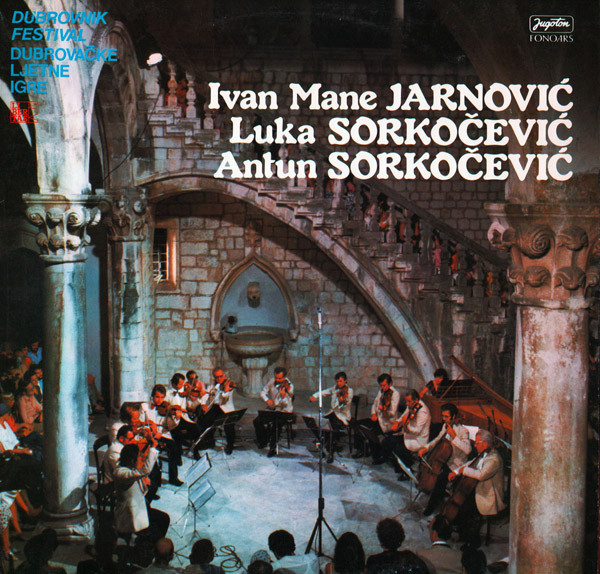 DUBROVNIK
FESTIVAL
DUBROVAČKE
LJETNE
IGRE
Jugoton
FONOARS
Ivan Mane JARNOVIĆ
Luka SORKOČEVIĆ
Antun SORKOČEVIĆ